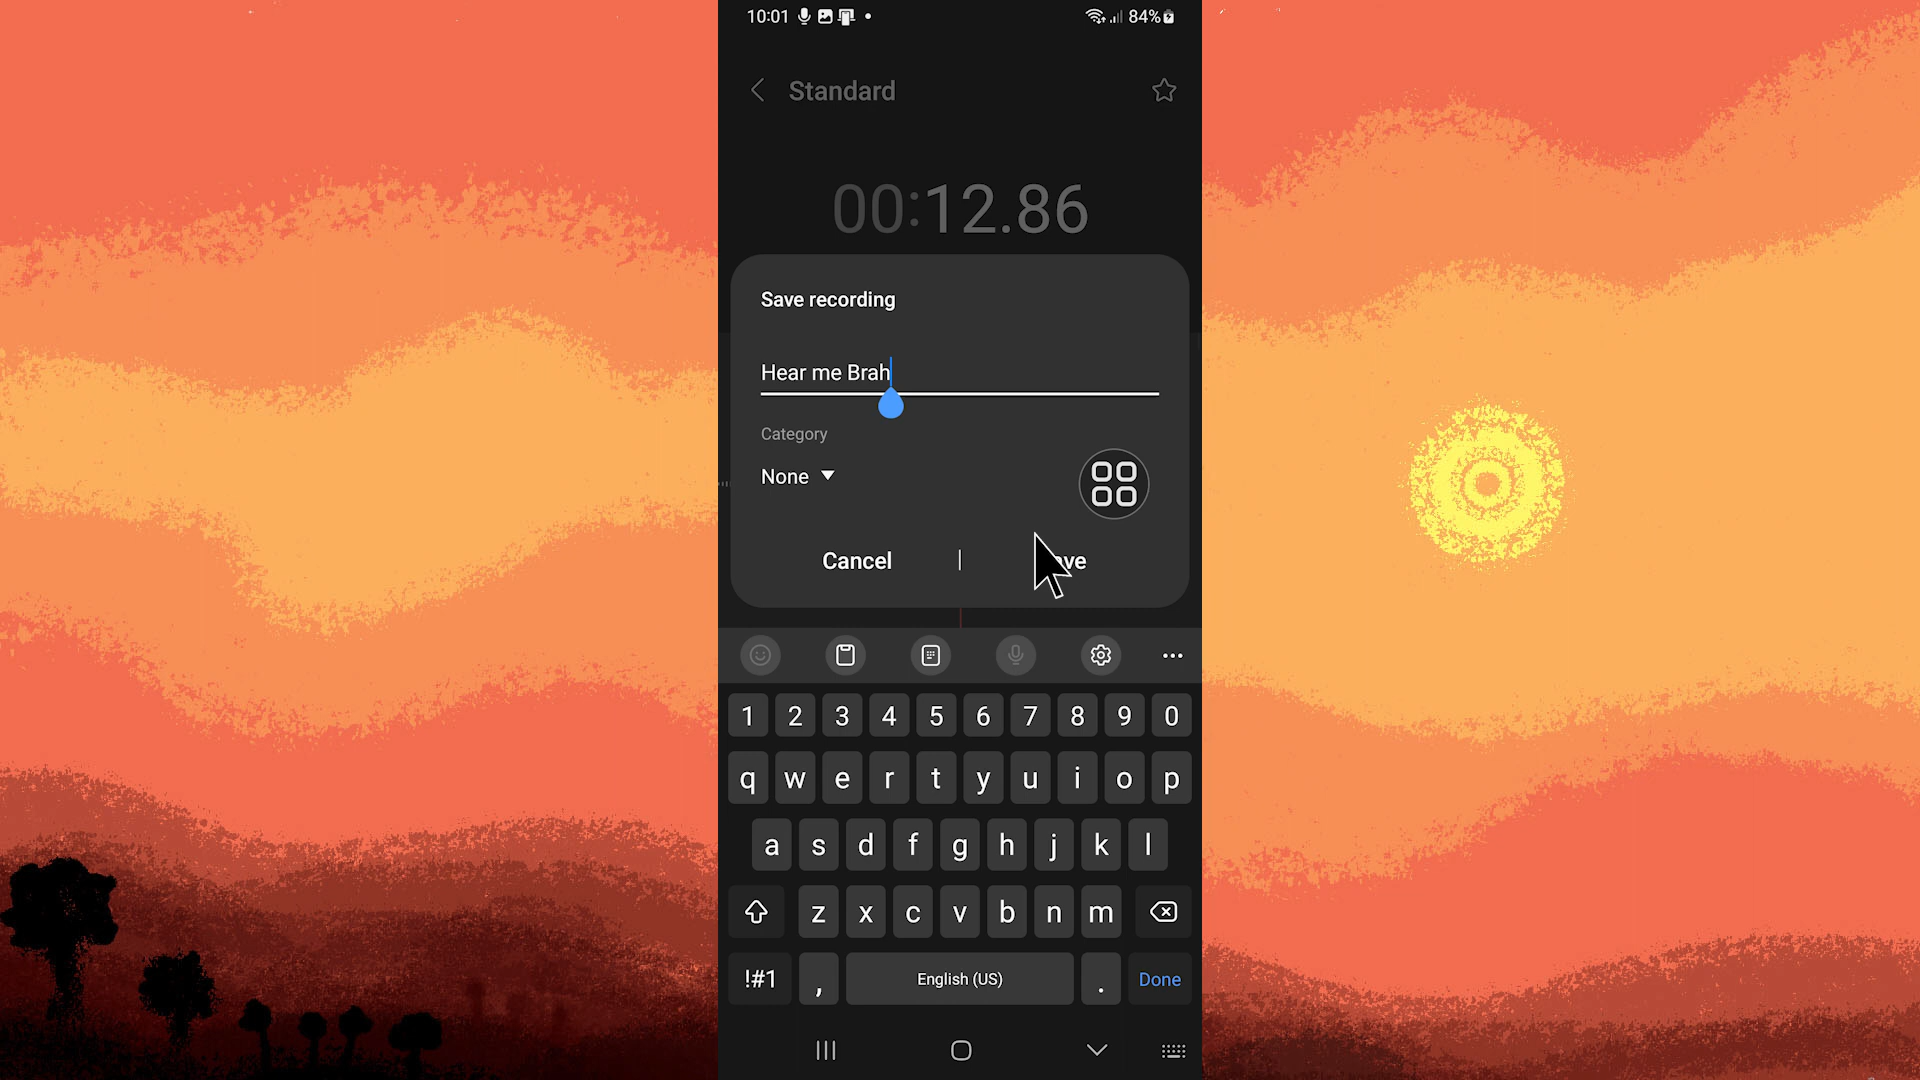 10:01 84%
Standard
00:12.86
Save recording
Hear me Brah
Category
None
Cancel | ve
1 2 3 4 5 6 7 8 9 0
q w e r t y u i o p
a s d f g h j k l
z x c v b n m
!#1 , English (US) . Done